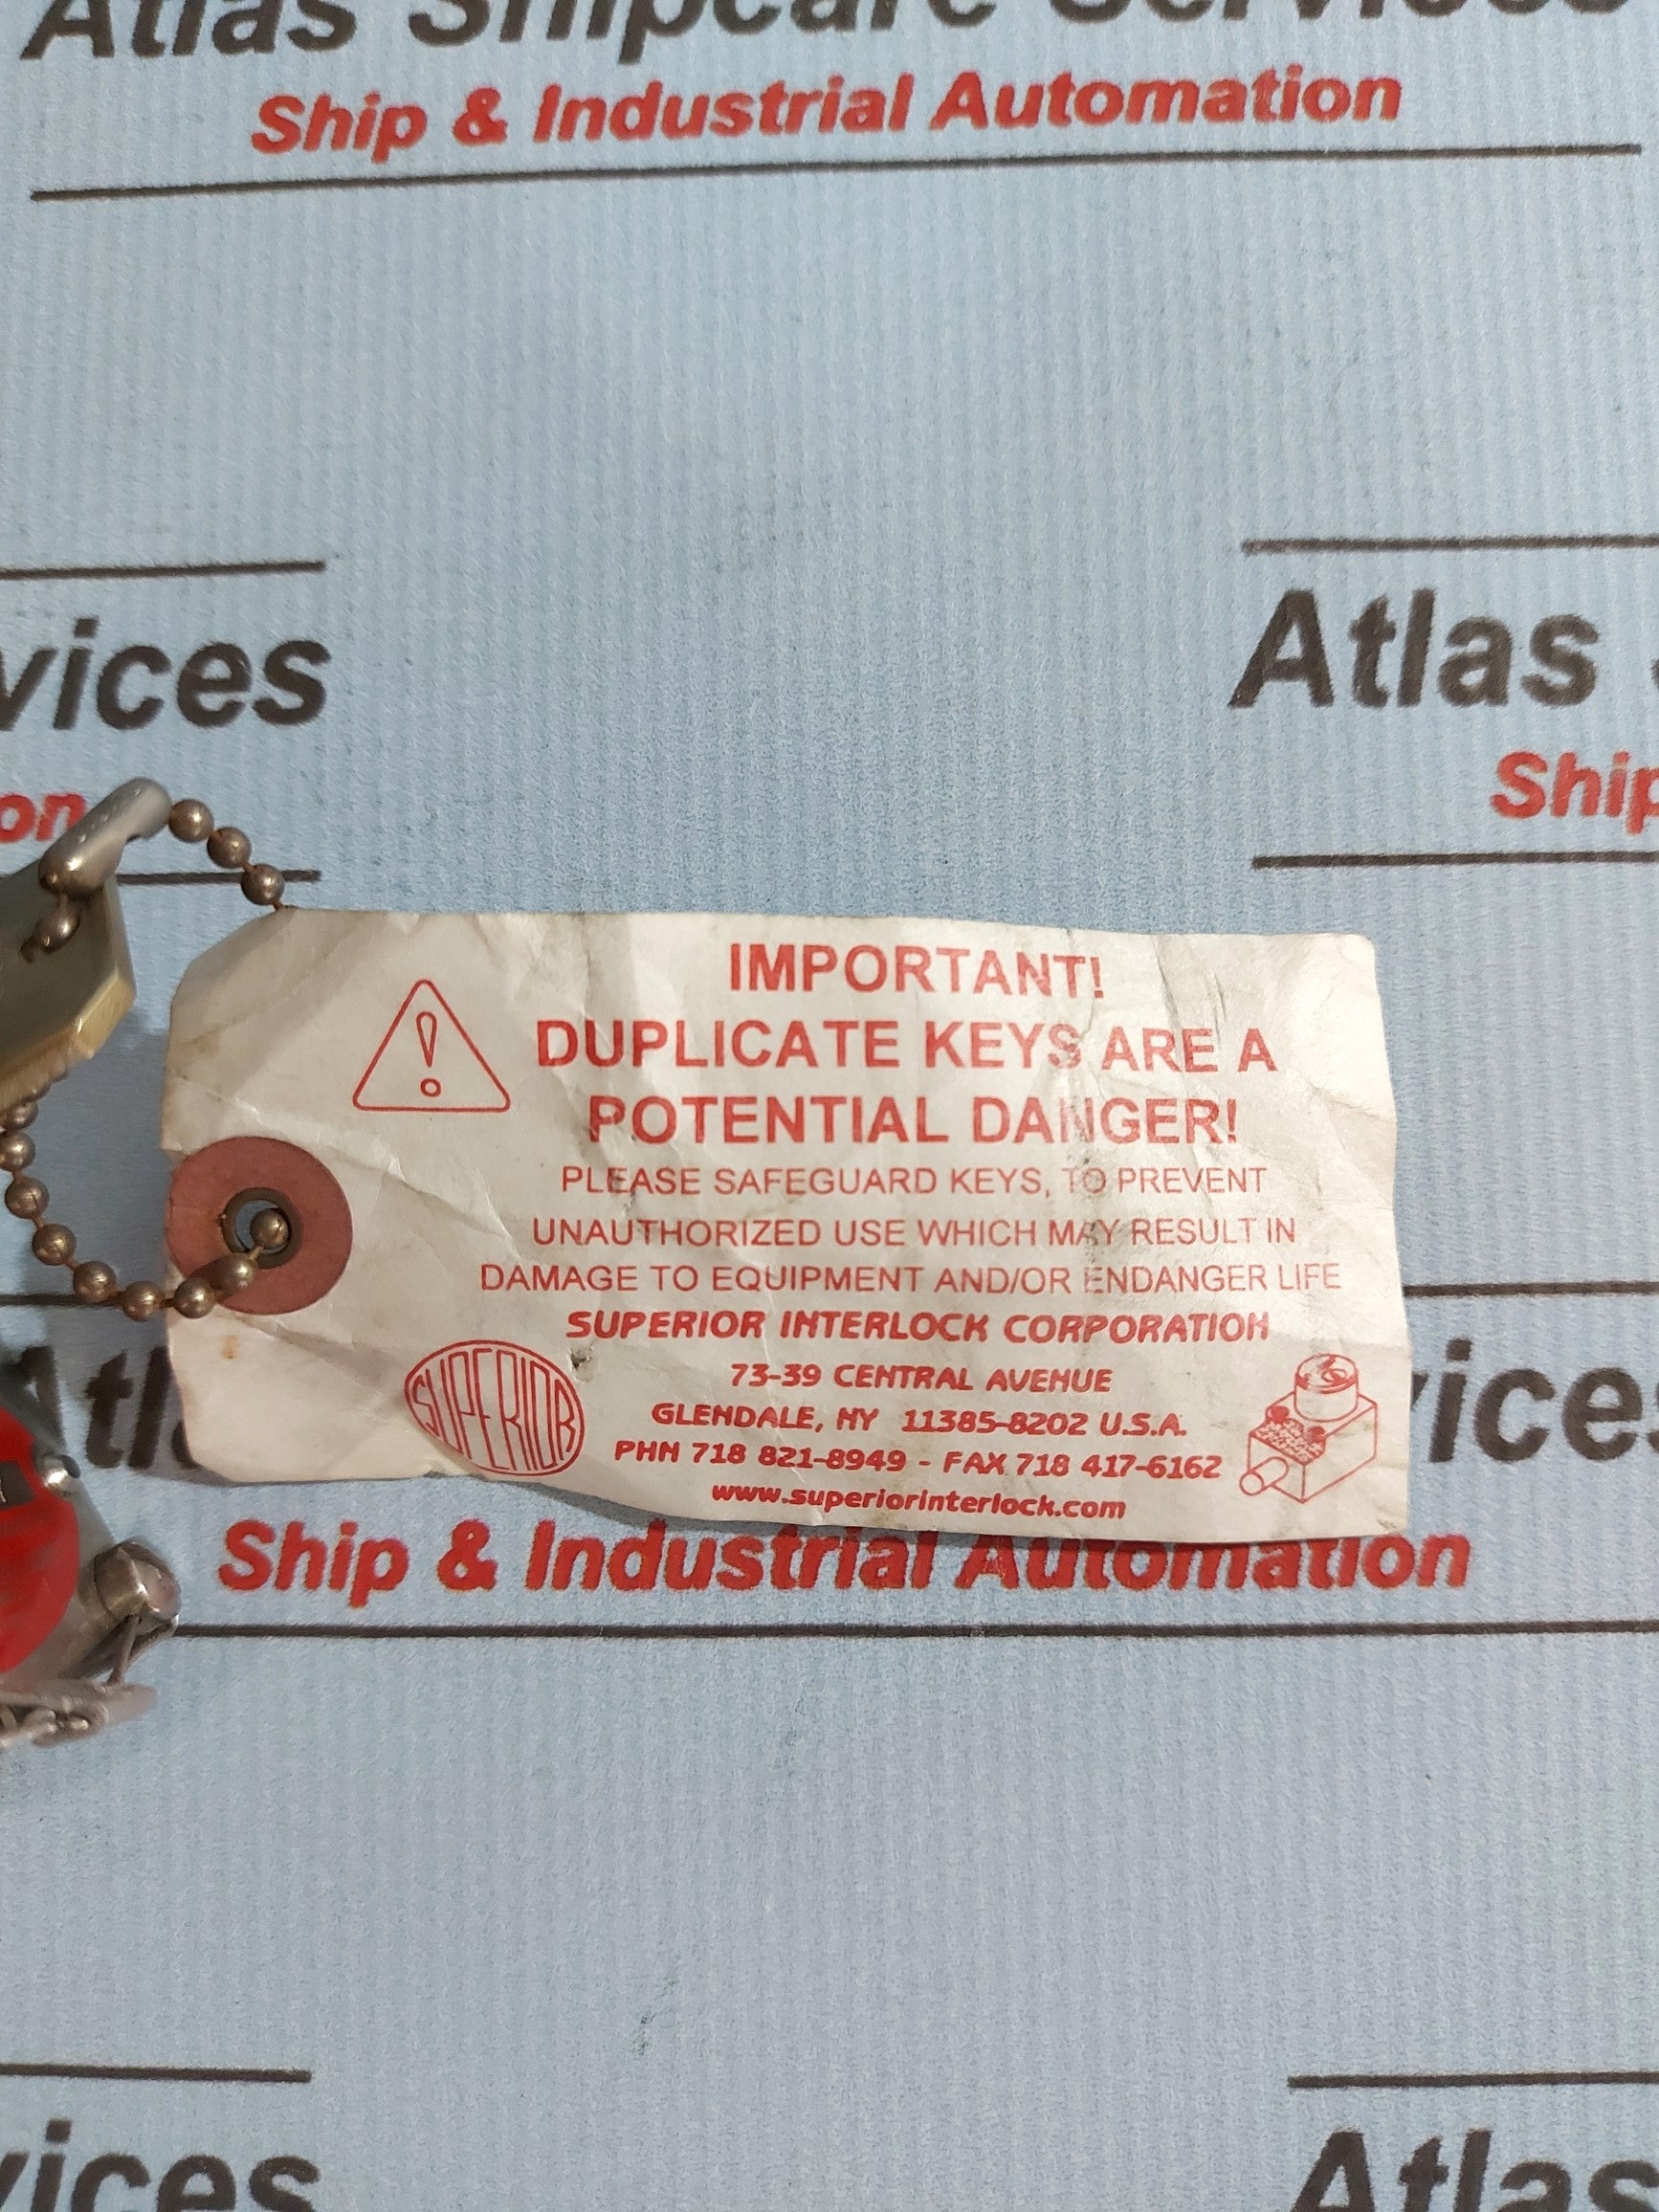 Atlas Shipcare Services
Ship & Industrial Automation
vices
Atlas
on
Ship
IMPORTANT!
DUPLICATE KEYS ARE A
POTENTIAL DANGER!
PLEASE SAFEGUARD KEYS, TO PREVENT
UNAUTHORIZED USE WHICH MAY RESULT IN
DAMAGE TO EQUIPMENT AND/OR ENDANGER LIFE
SUPERIOR INTERLOCK CORPORATION
73-39 CENTRAL AVENUE
GLENDALE, NY 11385-8202 U.S.A.
PHN 718 821-8949 - FAX 718 417-6162
www.superiorinterlock.com
SUPERIOR
Atl
ices
Ship & Industrial Automation
vices
Atlas